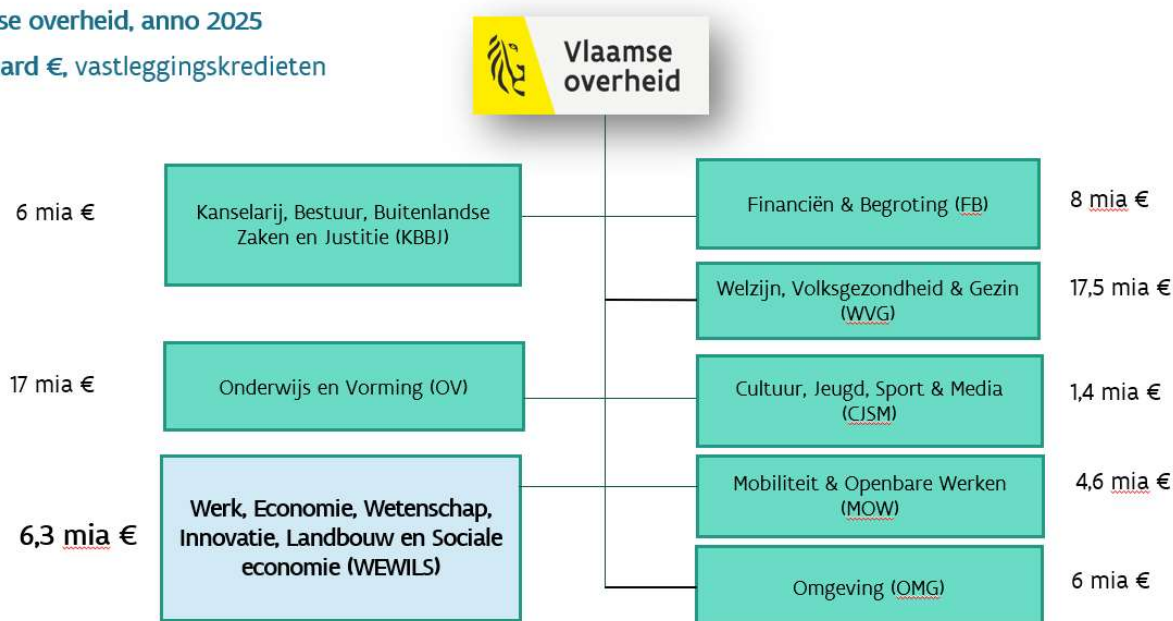 se overheid, anno 2025
ard €, vastleggingskredieten
Vlaamse
overheid
6 mia €
Kanselarij, Bestuur, Buitenlandse
Zaken en Justitie (KBBJ)
Financiën & Begroting (FB)
8 mia €
Welzijn, Volksgezondheid & Gezin
(WVG)
17,5 mia €
17 mia €
Onderwijs en Vorming (OV)
Cultuur, Jeugd, Sport & Media
(CJSM)
1,4 mia €
6,3 mia €
Werk, Economie, Wetenschap,
Innovatie, Landbouw en Sociale
economie (WEWILS)
Mobiliteit & Openbare Werken
(MOW)
4,6 mia €
Omgeving (OMG)
6 mia €